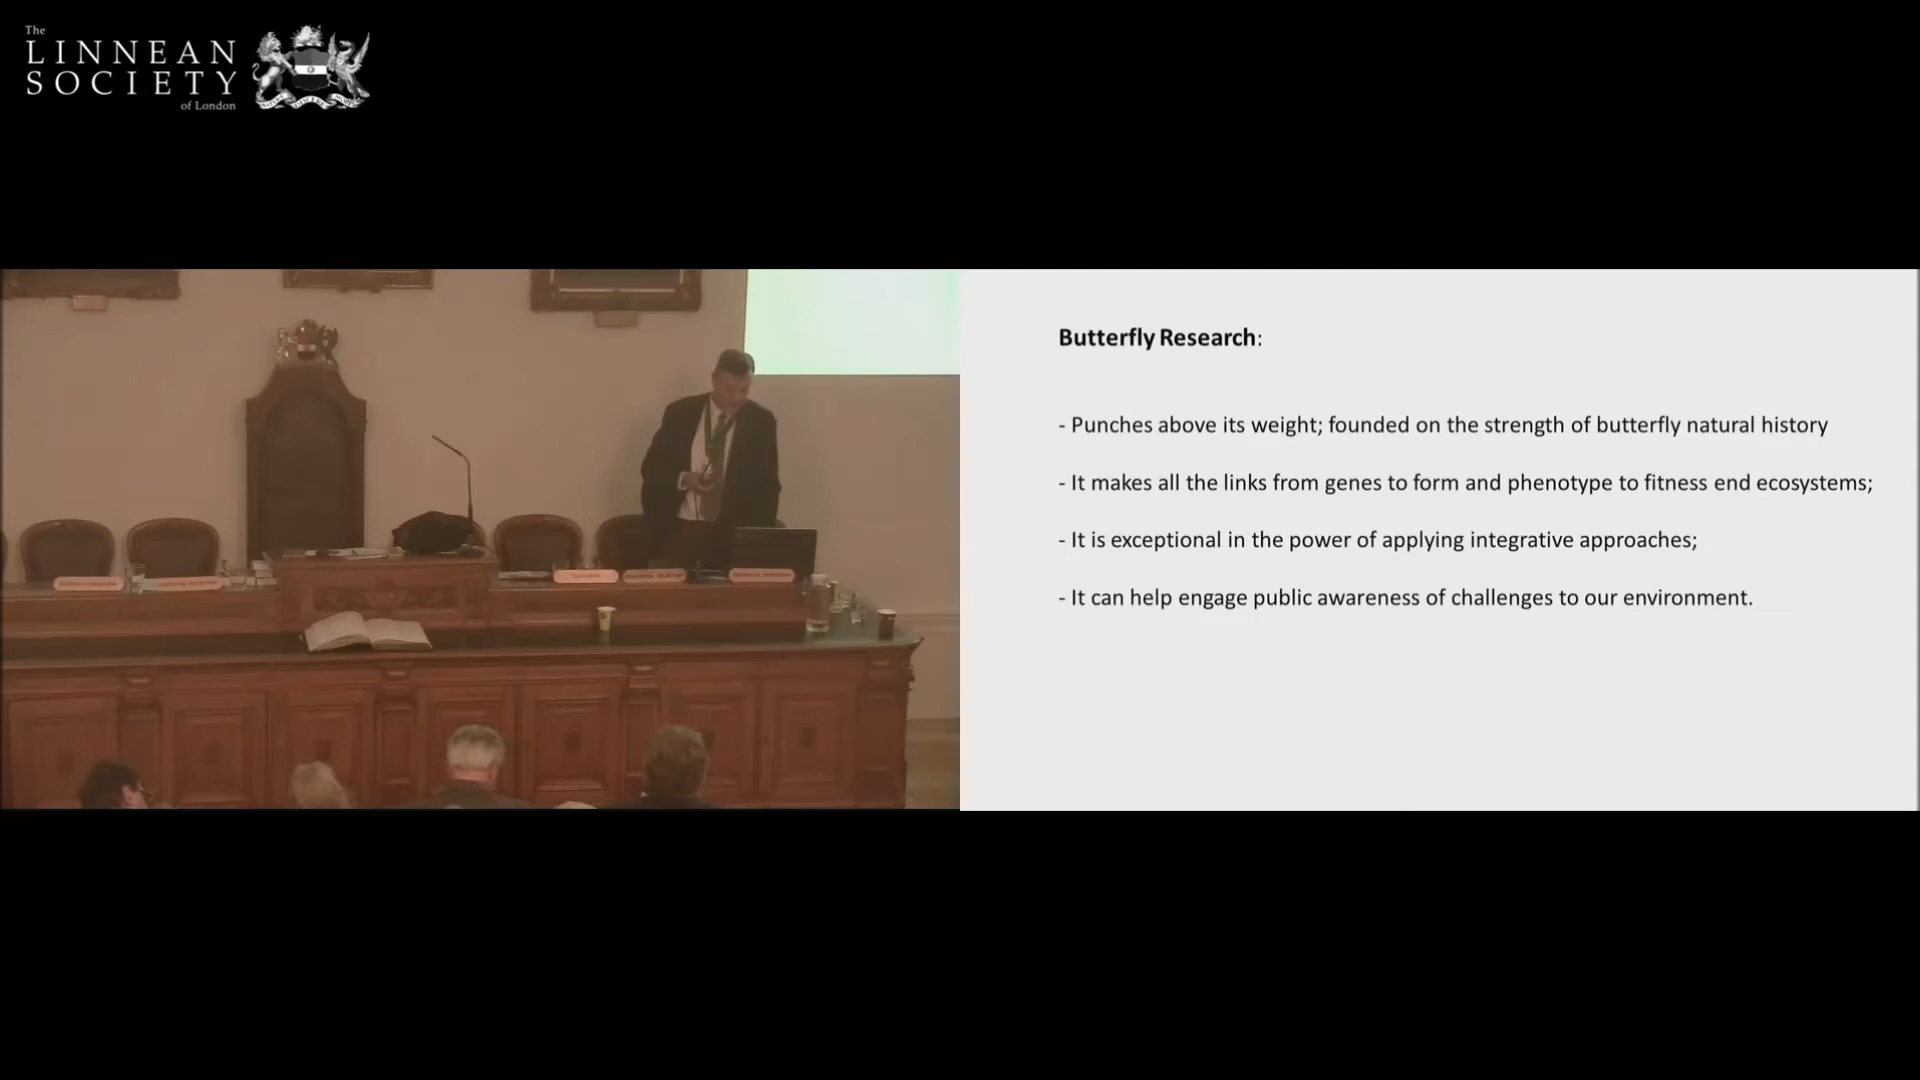 The
LINNEAN
SOCIETY
of London
Butterfly Research:
- Punches above its weight; founded on the strength of butterfly natural history
- It makes all the links from genes to form and phenotype to fitness end ecosystems;
- It is exceptional in the power of applying integrative approaches;
- It can help engage public awareness of challenges to our environment.